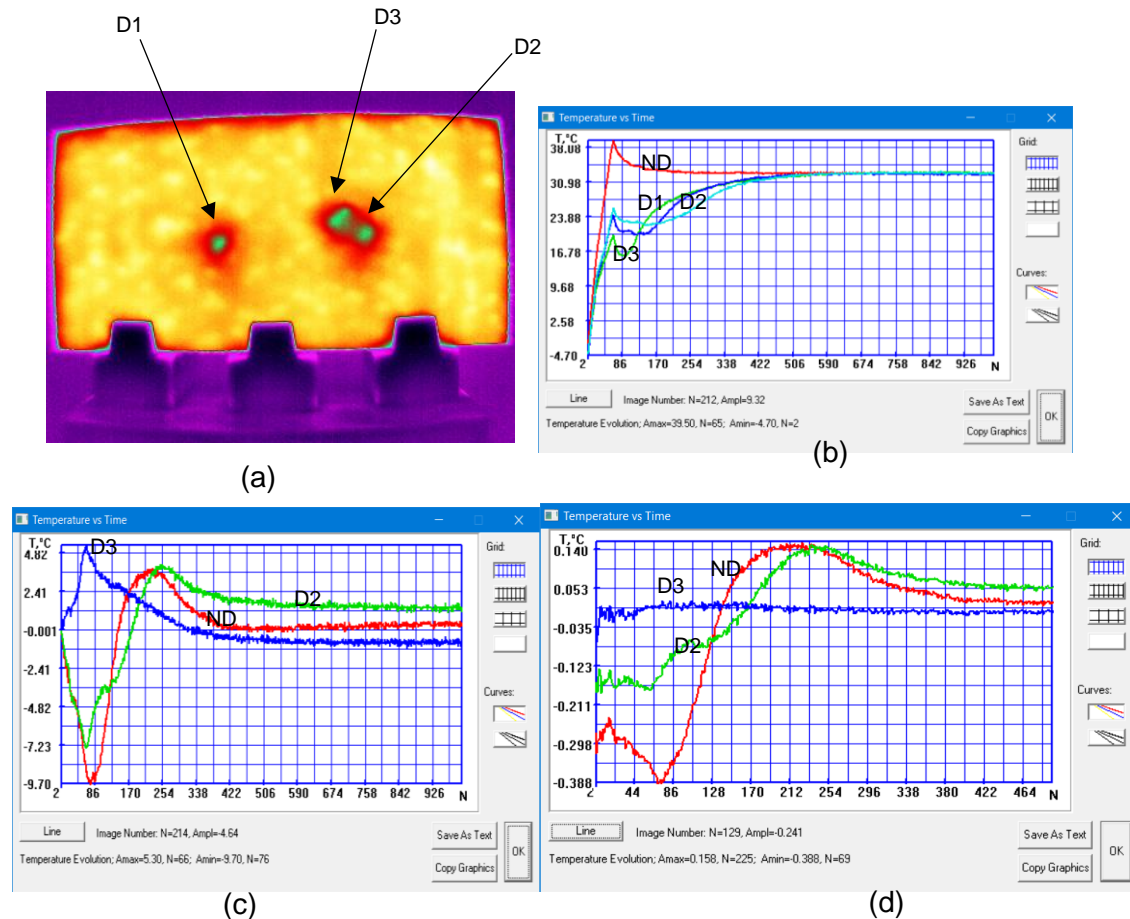 D1
D3
D2
(a)
Temperature vs Time
T,°C
38.08
30.98
23.88
16.78
9.68
2.58
-4.70
ND
D1
D2
D3
2 86 170 254 338 422 506 590 674 758 842 926 N
Grid:
Curves:
Line
Image Number: N=212, Ampl=9.32
Temperature Evolution; Amax=39.50, N=65; Amin=-4.70, N=2
Save As Text
Copy Graphics
OK
(b)
Temperature vs Time
T,°C
4.82
2.41
-0.001
-2.41
-4.82
-7.23
-9.70
D3
D2
ND
2 86 170 254 338 422 506 590 674 758 842 926 N
Grid:
Curves:
Line
Image Number: N=214, Ampl=-4.64
Temperature Evolution; Amax=5.30, N=66; Amin=-9.70, N=76
Save As Text
Copy Graphics
OK
(c)
Temperature vs Time
T,°C
0.140
0.053
-0.035
-0.123
-0.211
-0.298
-0.388
D3
ND
D2
2 44 86 128 170 212 254 296 338 380 422 464 N
Grid:
Curves:
Line
Image Number: N=129, Ampl=-0.241
Temperature Evolution; Amax=0.158, N=225; Amin=-0.388, N=69
Save As Text
Copy Graphics
OK
(d)